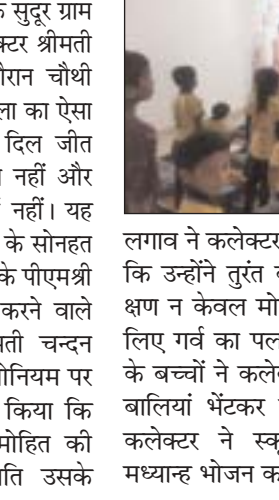 सुदूर ग्राम
क्टर श्रीमती
रान चौथी
ला का ऐसा
दिल जीत
नहीं और
नहीं। यह
के सोनहत
के पीएमश्री
करने वाले
मती चन्दन
मोनियम पर
किया कि
मोहित की
ति उसके
लगाव ने कलेक्टर
कि उन्होंने तुरंत
क्षण न केवल मो
लिए गर्व का पल
के बच्चों ने कले
बालियां भेंटकर
कलेक्टर ने स्कू
मध्यान्ह भोजन क